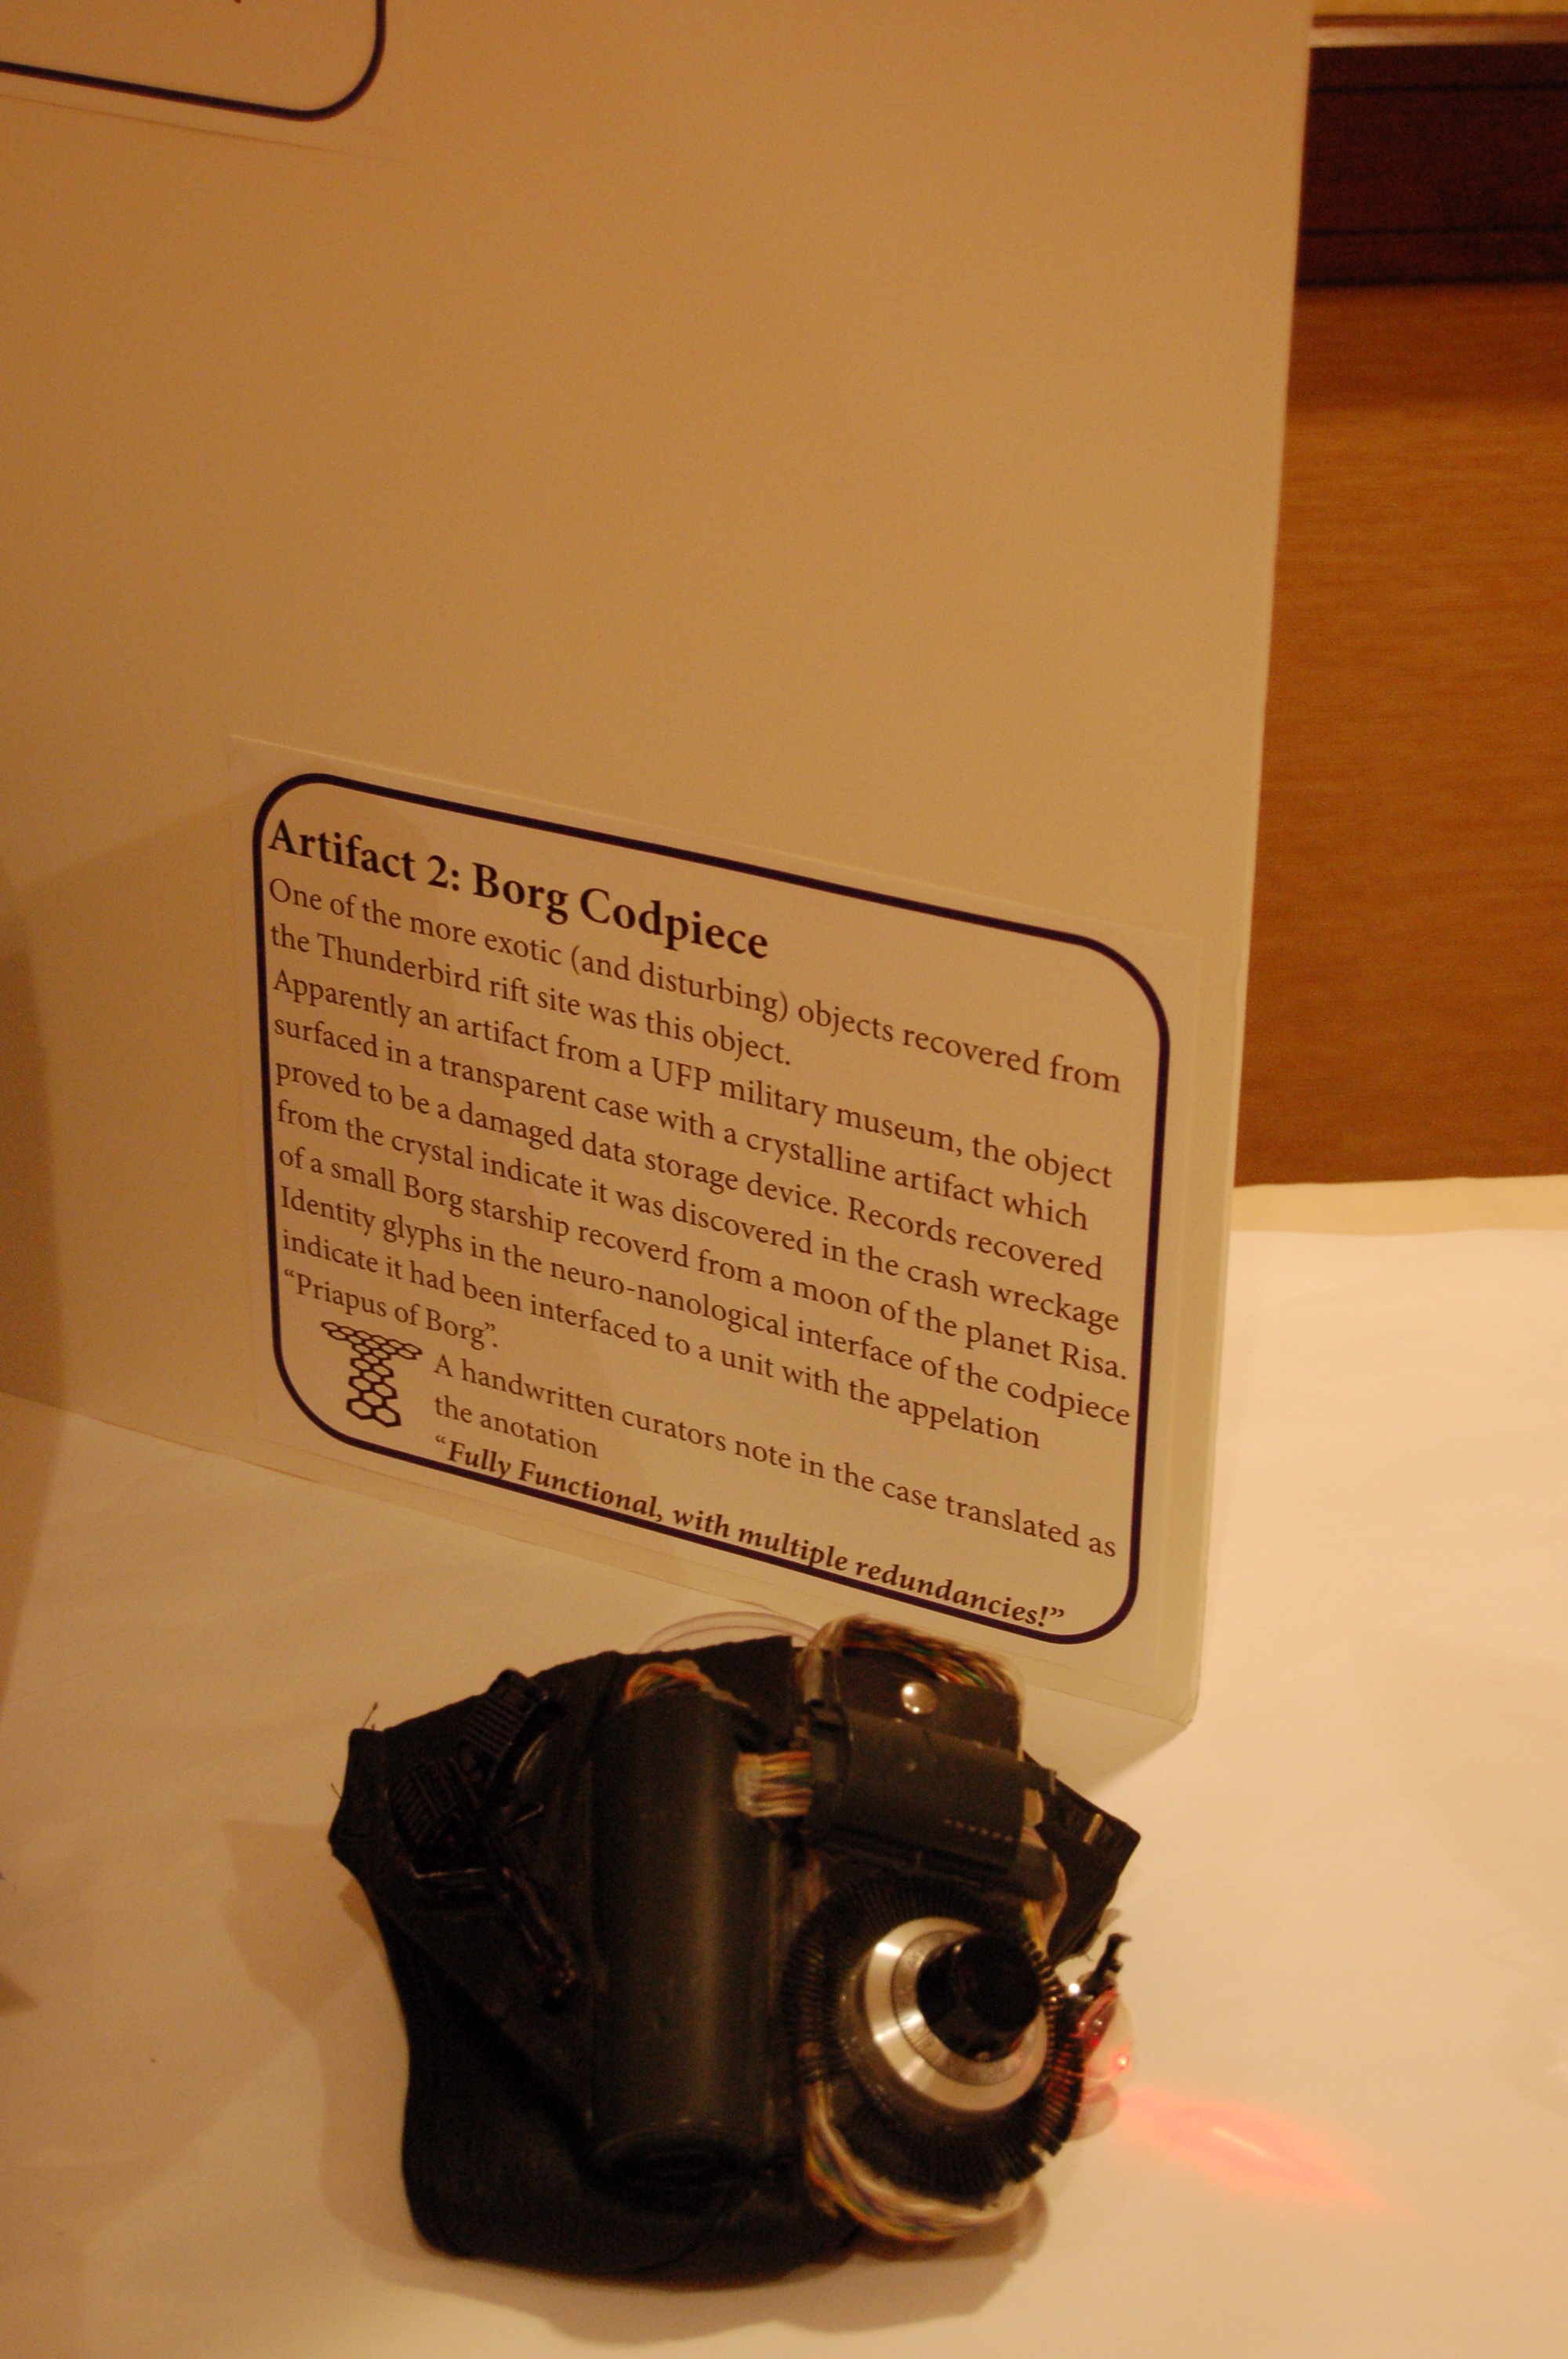 Artifact 2: Borg Codpiece
One of the more exotic (and disturbing) objects recovered from
the Thunderbird rift site was this object.
Apparently an artifact from a UFP military museum, the object
surfaced in a transparent case with a crystalline artifact which
proved to be a damaged data storage device. Records recovered
from the crystal indicate it was discovered in the crash wreckage
of a small Borg starship recoverd from a moon of the planet Risa.
Identity glyphs in the neuro-nanological interface of the codpiece
indicate it had been interfaced to a unit with the appelation
“Priapus of Borg”.
A handwritten curators note in the case translated as
the anotation
“Fully Functional, with multiple redundancies!”